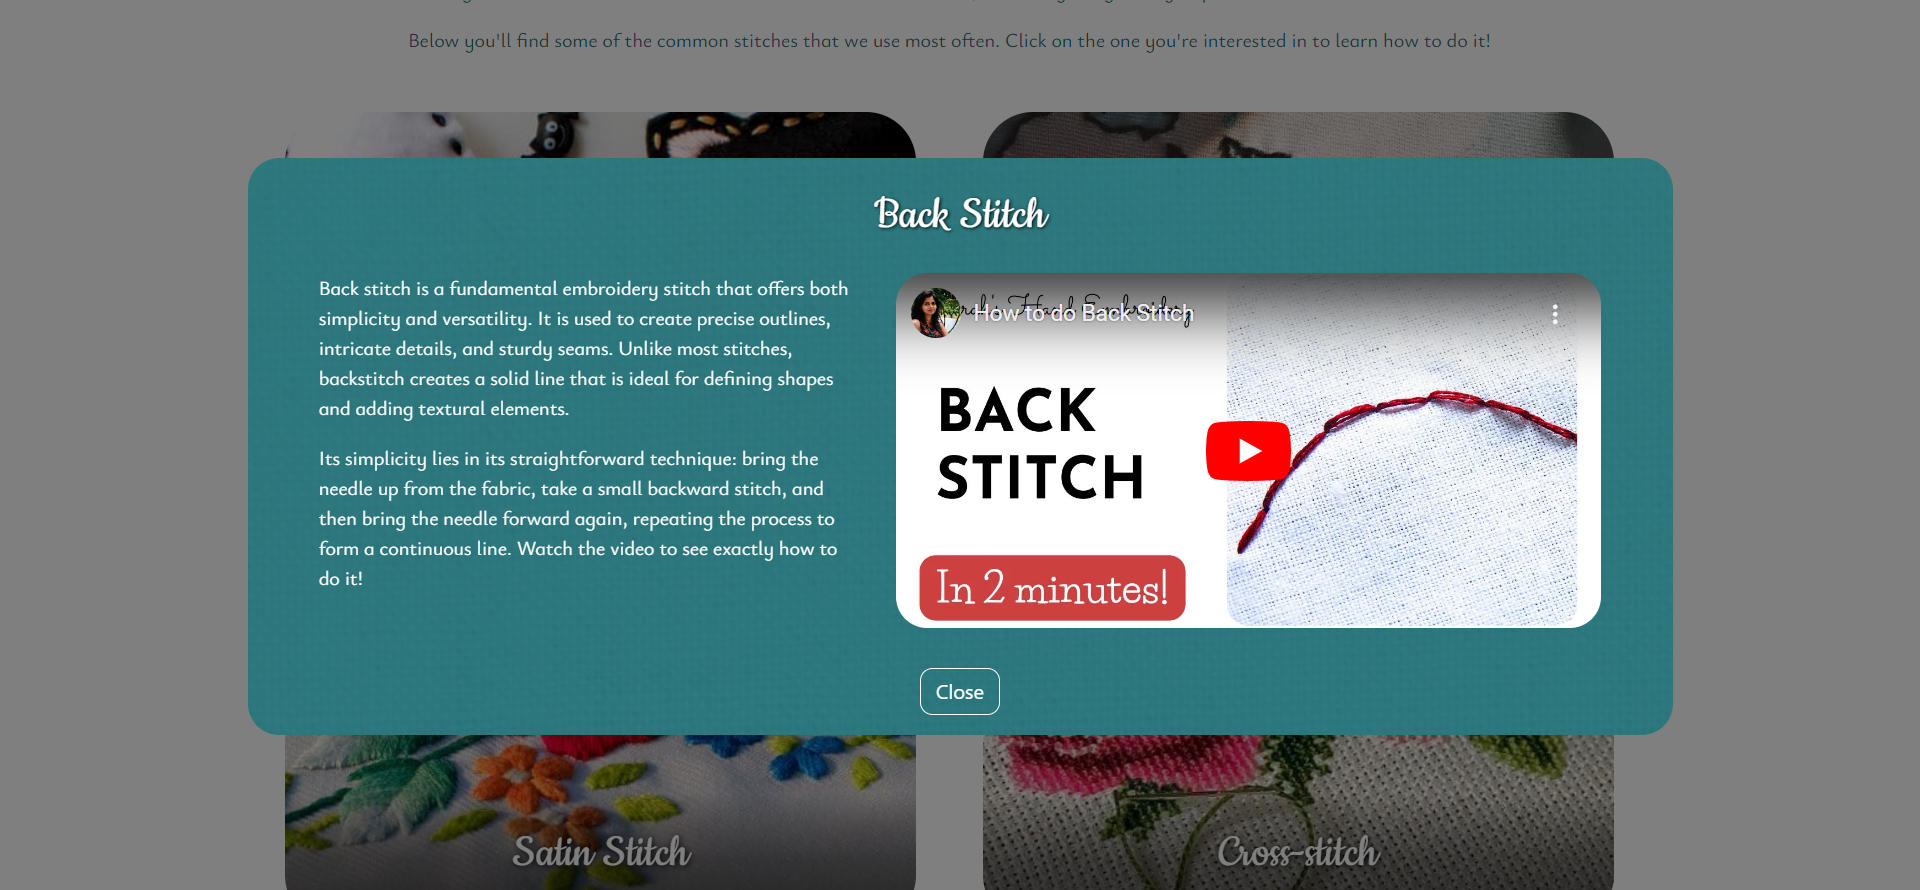 Below you'll find some of the common stitches that we use most often. Click on the one you're interested in to learn how to do it!
Back Stitch
Back stitch is a fundamental embroidery stitch that offers both
simplicity and versatility. It is used to create precise outlines,
intricate details, and sturdy seams. Unlike most stitches,
backstitch creates a solid line that is ideal for defining shapes
and adding textural elements.
Its simplicity lies in its straightforward technique: bring the
needle up from the fabric, take a small backward stitch, and
then bring the needle forward again, repeating the process to
form a continuous line. Watch the video to see exactly how to
do it!
Hand Embroidery
How to do Back Stitch
BACK
STITCH
In 2 minutes!
Close
Satin Stitch
Cross-stitch